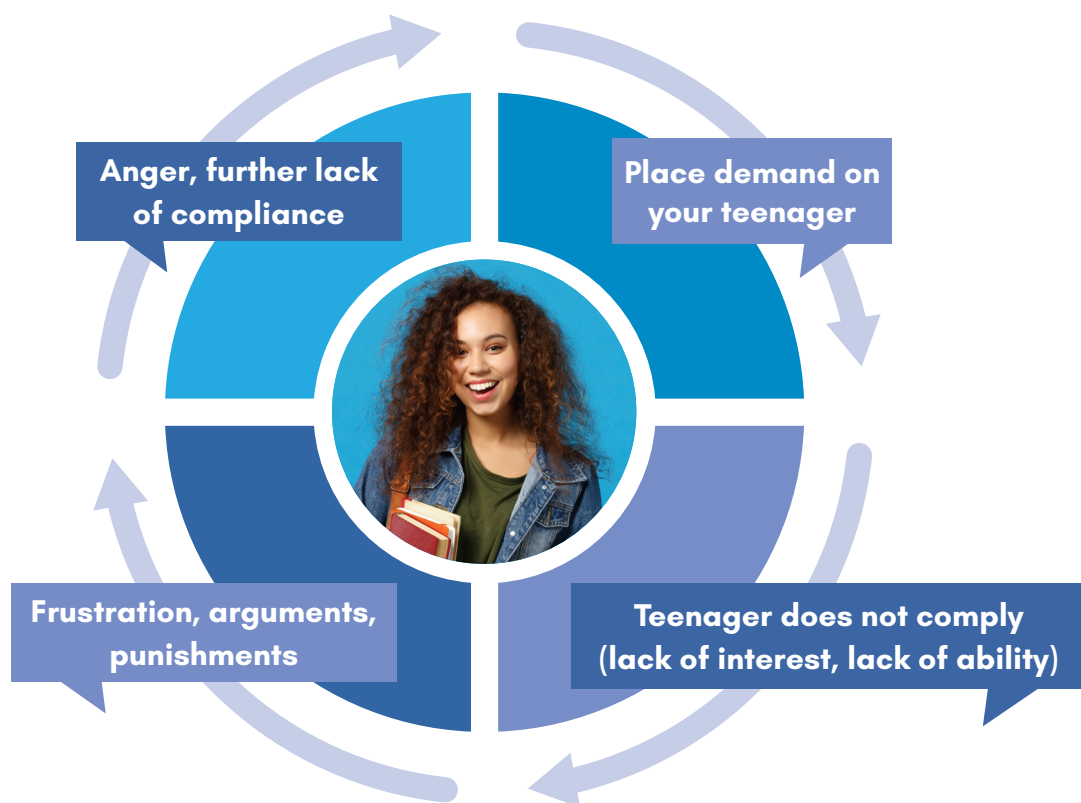 Anger, further lack
of compliance
Place demand on
your teenager
Frustration, arguments,
punishments
Teenager does not comply
(lack of interest, lack of ability)